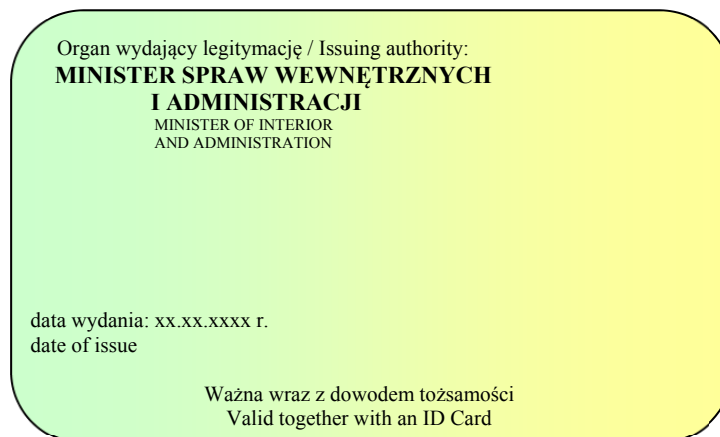 Organ wydający legitymację / Issuing authority:
MINISTER SPRAW WEWNĘTRZNYCH
I ADMINISTRACJI
MINISTER OF INTERIOR
AND ADMINISTRATION
data wydania: xx.xx.xxxx r.
date of issue
Ważna wraz z dowodem tożsamości
Valid together with an ID Card